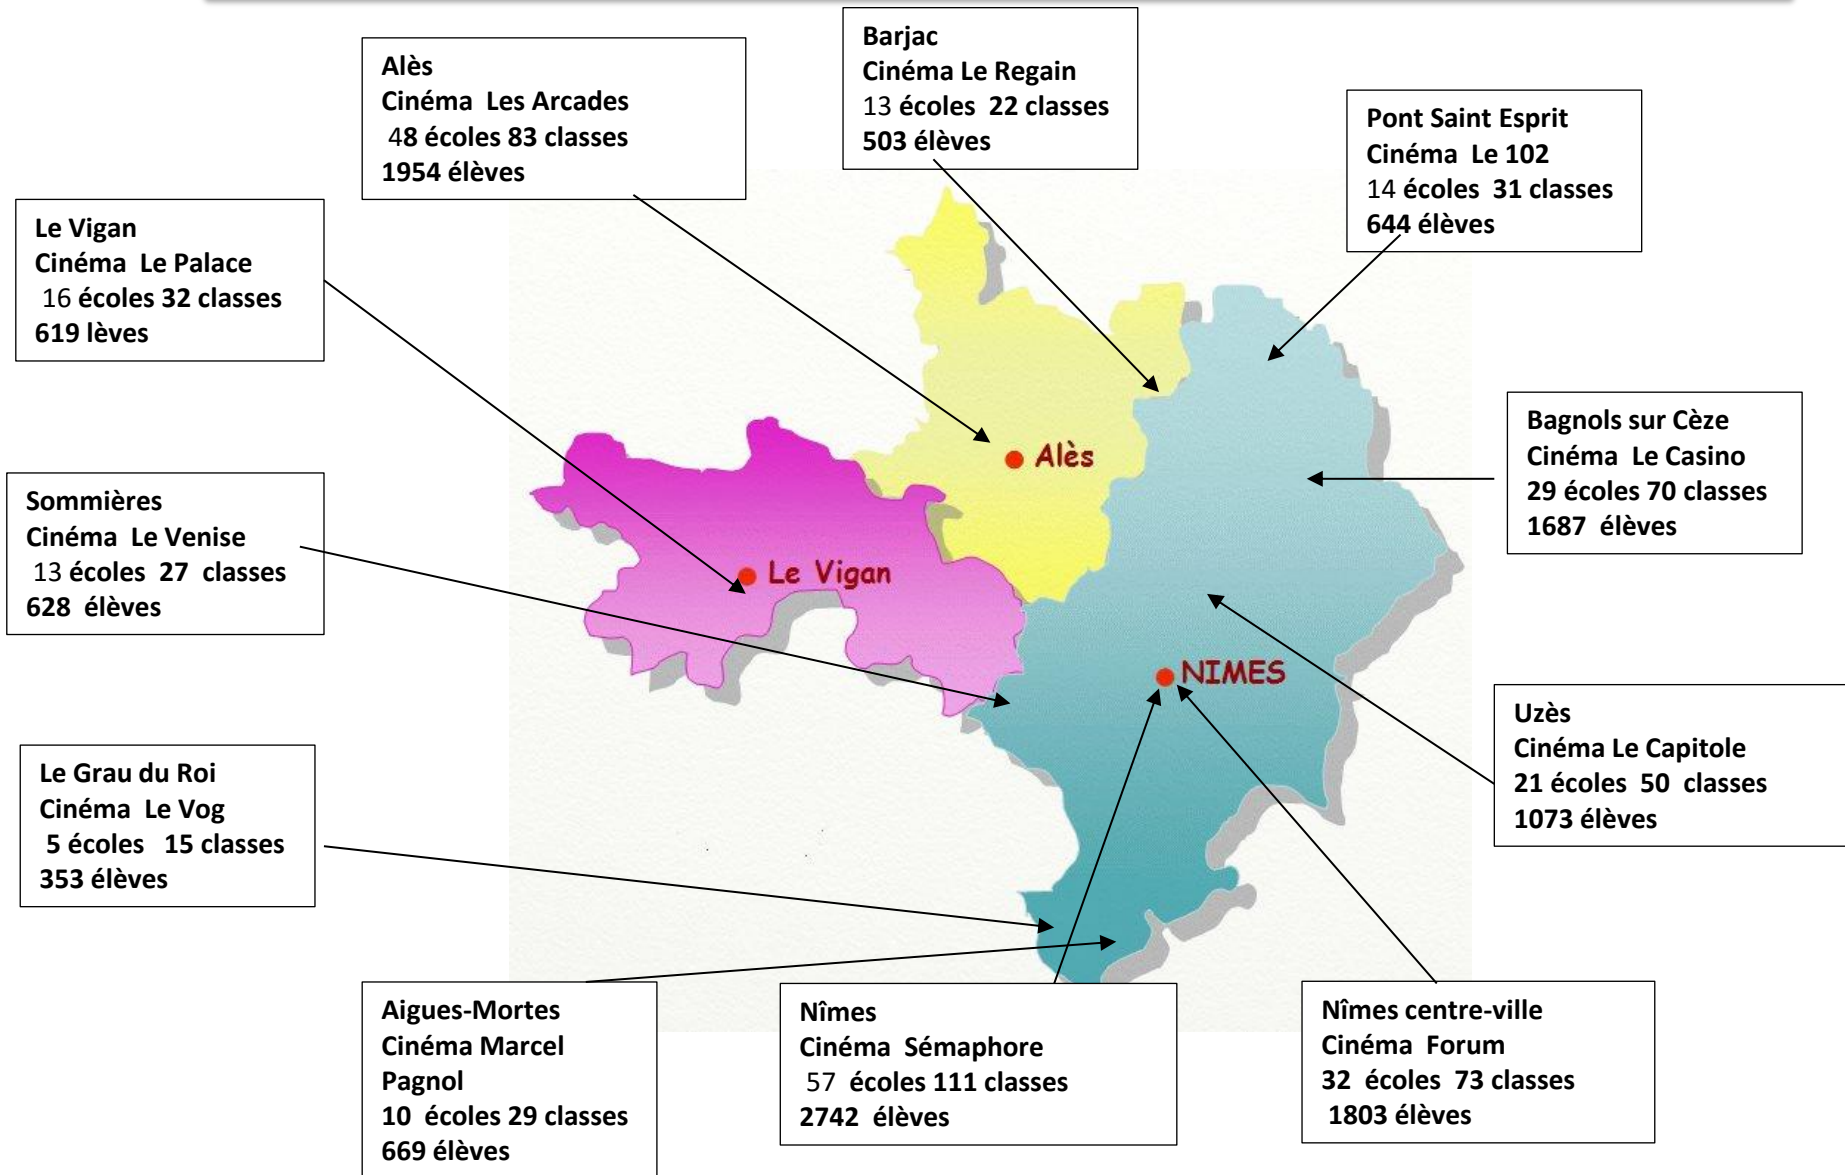 Barjac
Cinéma Le Regain
13 écoles 22 classes
503 élèves
Alès
Cinéma Les Arcades
48 écoles 83 classes
1954 élèves
Pont Saint Esprit
Cinéma Le 102
14 écoles 31 classes
644 élèves
Le Vigan
Cinéma Le Palace
16 écoles 32 classes
619 lèves
Bagnols sur Cèze
Cinéma Le Casino
29 écoles 70 classes
1687 élèves
Sommières
Cinéma Le Venise
13 écoles 27 classes
628 élèves
Alès
Le Vigan
NIMES
Uzès
Cinéma Le Capitole
21 écoles 50 classes
1073 élèves
Le Grau du Roi
Cinéma Le Vog
5 écoles 15 classes
353 élèves
Aigues-Mortes
Cinéma Marcel
Pagnol
10 écoles 29 classes
669 élèves
Nîmes
Cinéma Sémaphore
57 écoles 111 classes
2742 élèves
Nîmes centre-ville
Cinéma Forum
32 écoles 73 classes
1803 élèves